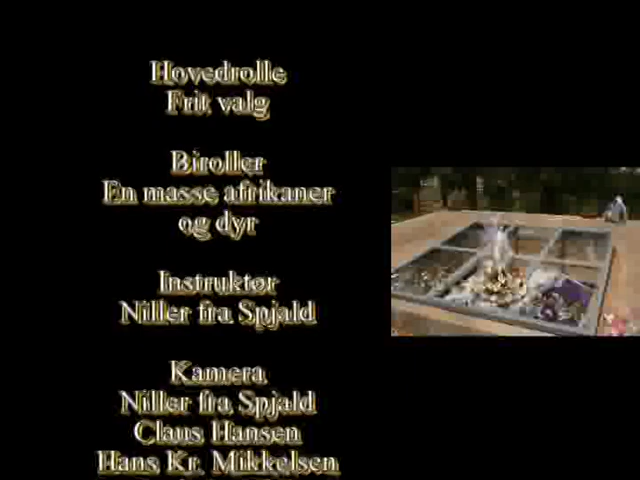 Hovedrolle
Frit valg
Biroller
En masse afrikaner
og dyr
Instruktør
Niller fra Spjald
Kamera
Niller fra Spjald
Claus Hansen
Hans Kr. Mikkelsen